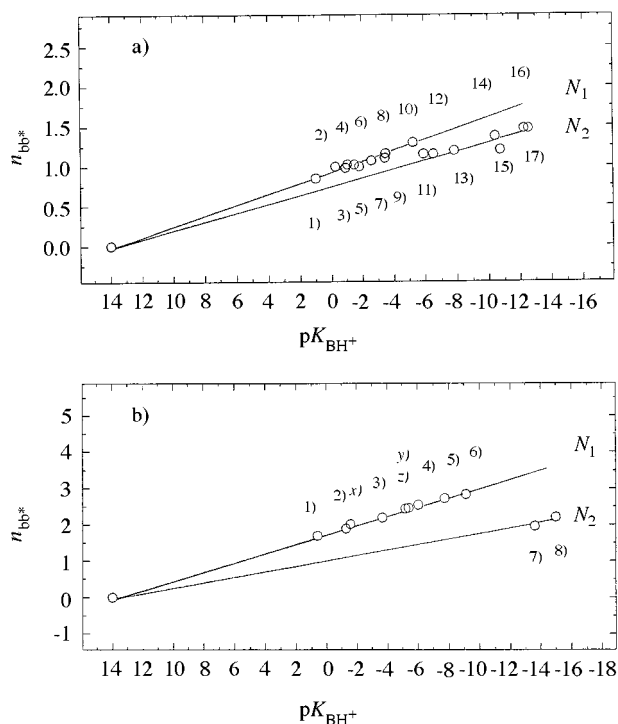 a)
2.5
2.0
1.5
1.0
0.5
0.0
n_bb*
2) 4) 6) 8) 10) 12) 14) 16)
N₁
N₂
1) 3) 5) 7) 9) 11) 13) 15) 17)
14 12 10 8 6 4 2 0 -2 -4 -6 -8 -10 -12 -14 -16
pK_BH⁺
b)
5
4
3
2
1
0
-1
n_bb*
1) 2) x) 3) y) z) 4) 5) 6)
N₁
N₂
7) 8)
14 12 10 8 6 4 2 0 -2 -4 -6 -8 -10 -12 -14 -16 -18
pK_BH⁺